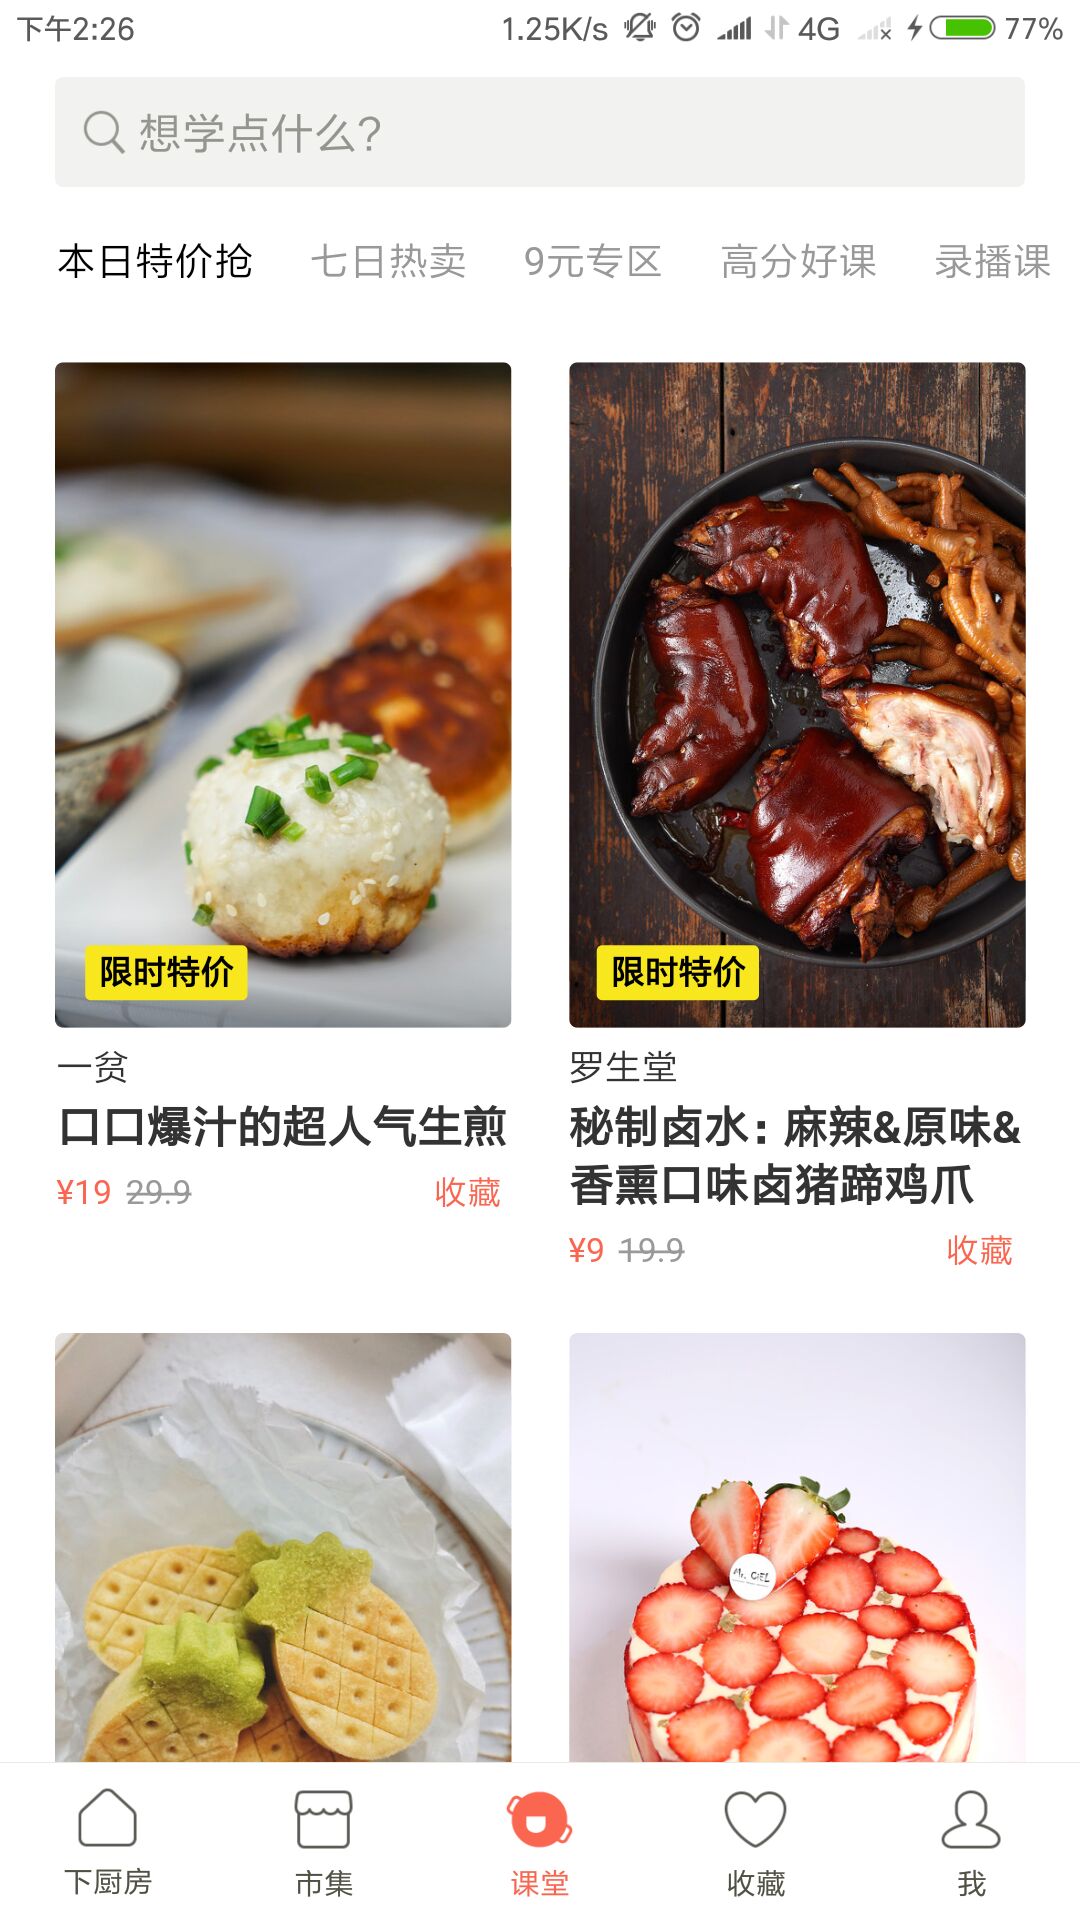 下午2:26 1.25K/s 4G 77%
想学点什么?
本日特价抢 七日热卖 9元专区 高分好课 录播课
限时特价
限时特价
一贫
口口爆汁的超人气生煎
¥19 29.9 收藏
罗生堂
秘制卤水：麻辣&原味&
香熏口味卤猪蹄鸡爪
¥9 19.9 收藏
Mr. CiEL
下厨房 市集 课堂 收藏 我